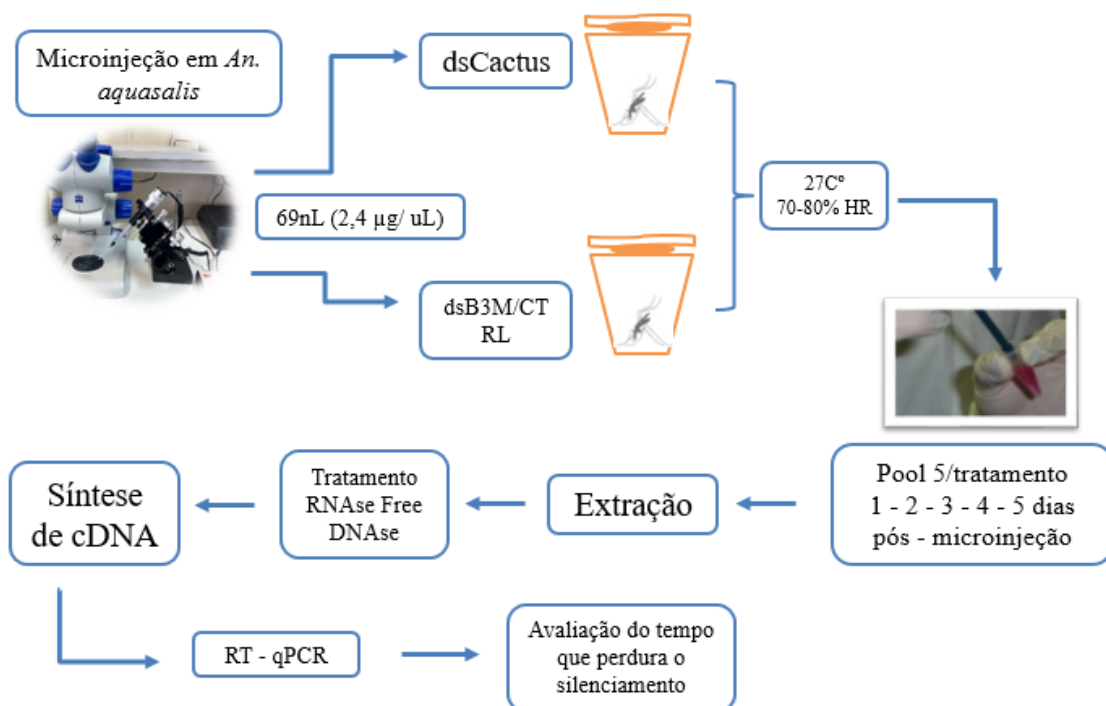 Microinjeção em An.
aquasalis
dsCactus
69nL (2,4 µg/ uL)
dsB3M/CT
RL
27Cº
70-80% HR
Pool 5/tratamento
1 - 2 - 3 - 4 - 5 dias
pós - microinjeção
Extração
Tratamento
RNAse Free
DNAse
Síntese
de cDNA
RT - qPCR
Avaliação do tempo
que perdura o
silenciamento